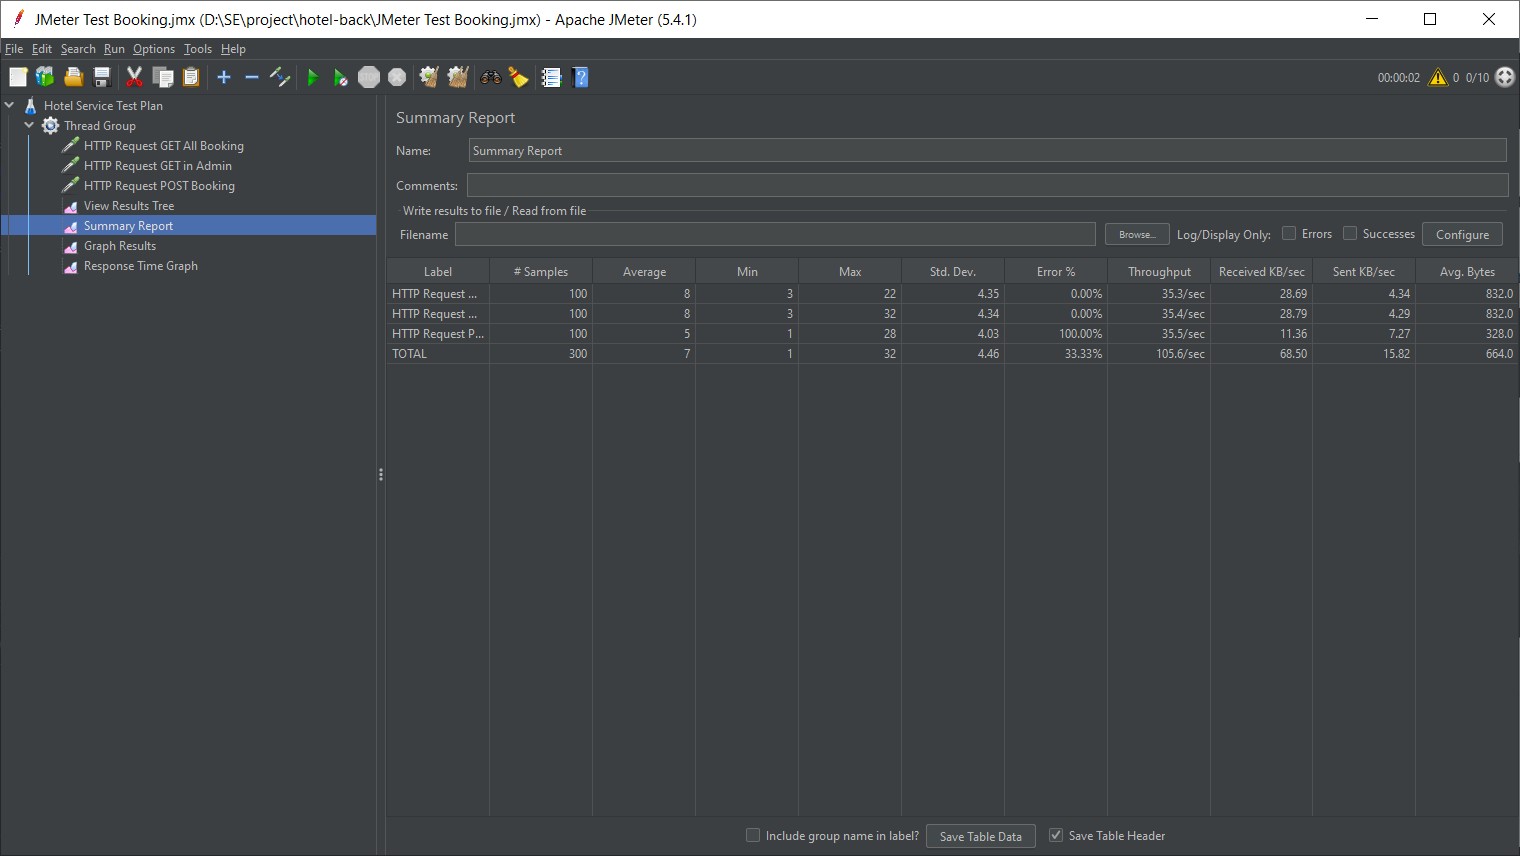 JMeter Test Booking.jmx (D:\SE\project\hotel-back\JMeter Test Booking.jmx) - Apache JMeter (5.4.1)
File Edit Search Run Options Tools Help
STOP
?
00:00:02 0 0/10
Hotel Service Test Plan
Thread Group
HTTP Request GET All Booking
HTTP Request GET in Admin
HTTP Request POST Booking
View Results Tree
Summary Report
Graph Results
Response Time Graph
Summary Report
Name: Summary Report
Comments:
Write results to file / Read from file
Filename Browse... Log/Display Only: Errors Successes Configure
Label # Samples Average Min Max Std. Dev. Error % Throughput Received KB/sec Sent KB/sec Avg. Bytes
HTTP Request ... 100 8 3 22 4.35 0.00% 35.3/sec 28.69 4.34 832.0
HTTP Request ... 100 8 3 32 4.34 0.00% 35.4/sec 28.79 4.29 832.0
HTTP Request P... 100 5 1 28 4.03 100.00% 35.5/sec 11.36 7.27 328.0
TOTAL 300 7 1 32 4.46 33.33% 105.6/sec 68.50 15.82 664.0
Include group name in label? Save Table Data Save Table Header